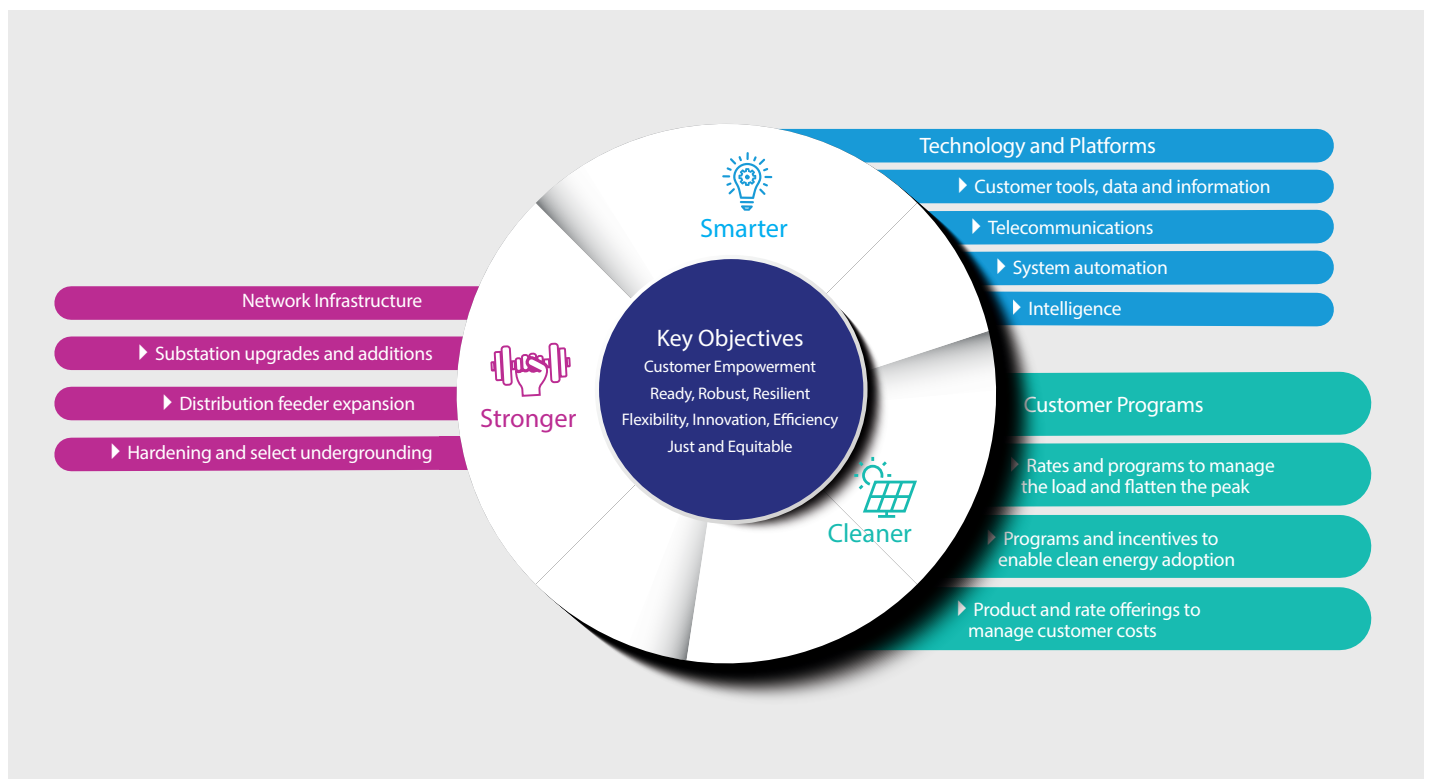 Smarter
Technology and Platforms
Customer tools, data and information
Telecommunications
System automation
Intelligence
Network Infrastructure
Substation upgrades and additions
Distribution feeder expansion
Hardening and select undergrounding
Stronger
Key Objectives
Customer Empowerment
Ready, Robust, Resilient
Flexibility, Innovation, Efficiency
Just and Equitable
Cleaner
Customer Programs
Rates and programs to manage
the load and flatten the peak
Programs and incentives to
enable clean energy adoption
Product and rate offerings to
manage customer costs